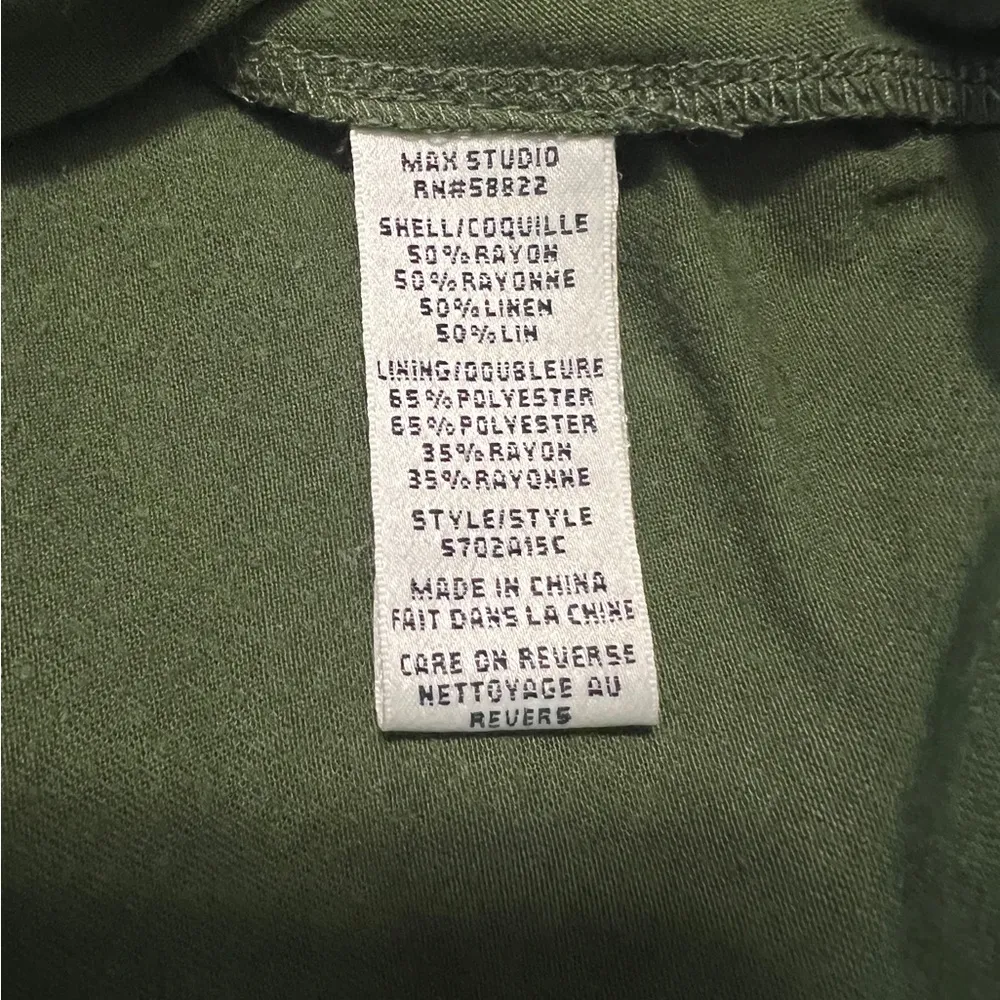 MAX STUDIO
RN#58822
SHELL/COQUILLE
50%RAYON
50%RAYONNE
50%LINEN
50%LIN
LINING/DOUBLEURE
65%POLYESTER
65%POLYESTER
35%RAYON
35%RAYONNE
STYLE/STYLE
S702A15C
MADE IN CHINA
FAIT DANS LA CHINE
CARE ON REVERSE
NETTOYAGE AU
REVERS